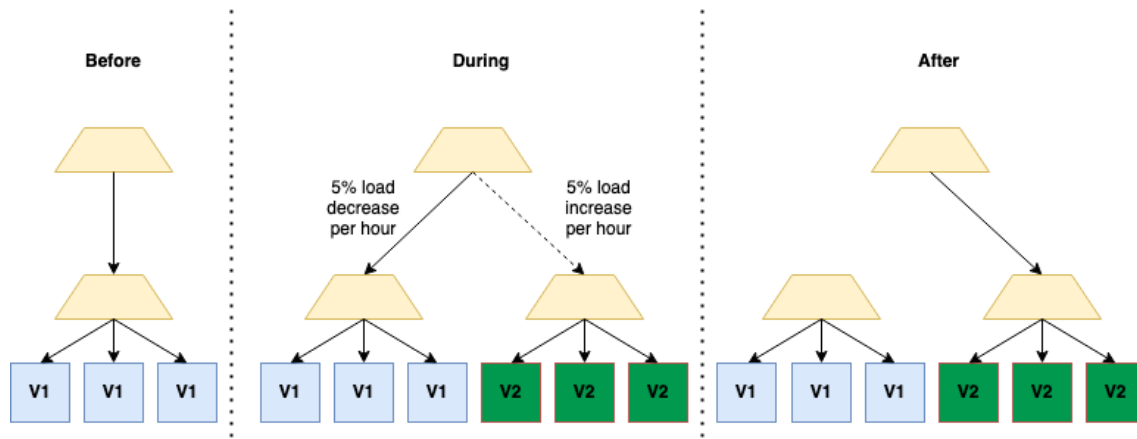 Before
During
After
5% load
decrease
per hour
5% load
increase
per hour
V1 V1 V1
V1 V1 V1 V2 V2 V2
V1 V1 V1 V2 V2 V2